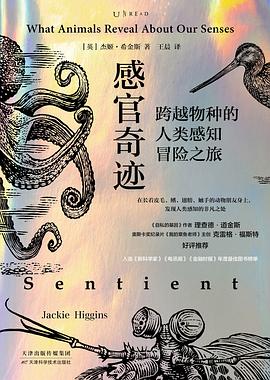 UNREAD
What Animals Reveal About Our Senses
[英] 杰姬·希金斯 著 王晨 译
感官奇迹
跨越物种的
人类感知
冒险之旅
在长着皮毛、鳍、翅膀、触手的动物朋友身上,
发现人类感知的非凡之处
《自私的基因》作者 理查德·道金斯
奥斯卡奖纪录片《我的章鱼老师》主创 克雷格·福斯特
好评推荐
入选《新科学家》《电讯报》《金融时报》年度最佳图书榜单
Sentient
Jackie Higgins
天津出版传媒集团
天津科学技术出版社